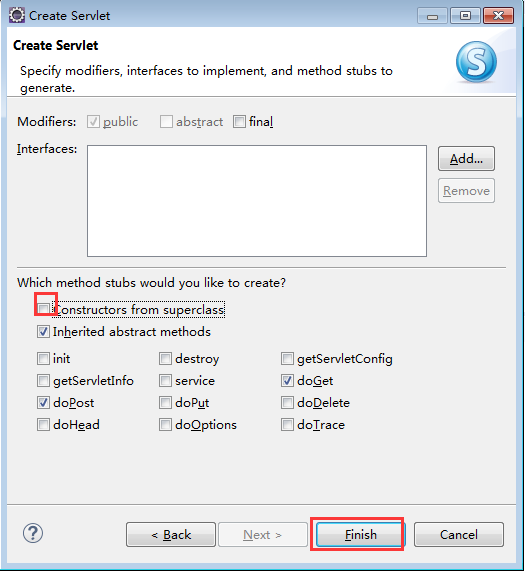 Create Servlet
Create Servlet
Specify modifiers, interfaces to implement, and method stubs to
generate.
S
Modifiers: public abstract final
Interfaces:
Add...
Remove
Which method stubs would you like to create?
Constructors from superclass
Inherited abstract methods
init destroy getServletConfig
getServletInfo service doGet
doPost doPut doDelete
doHead doOptions doTrace
? < Back Next > Finish Cancel